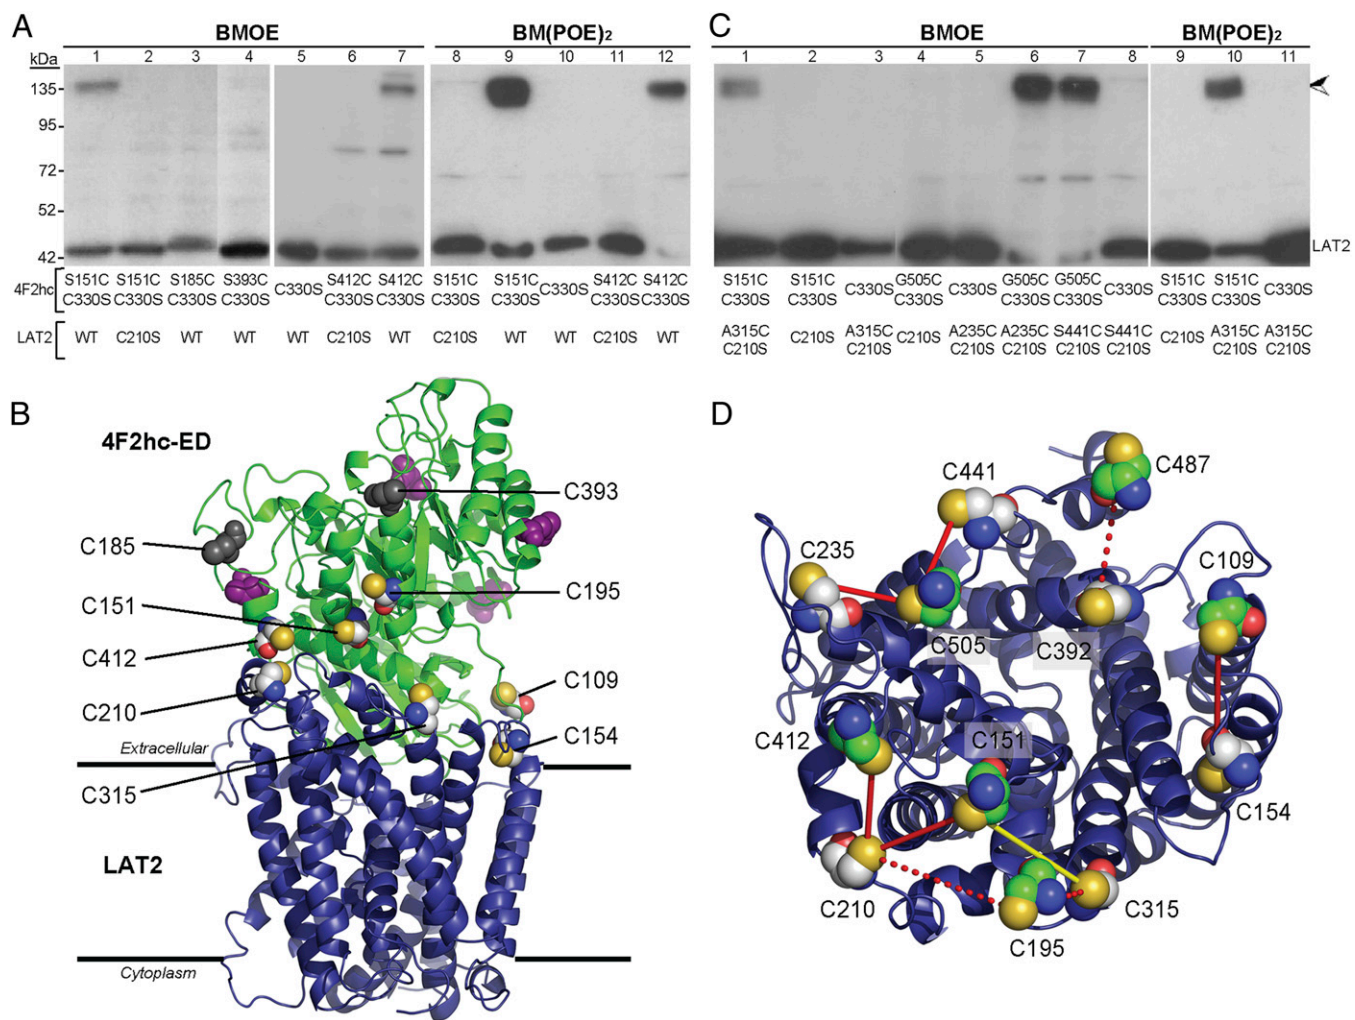 A
BMOE
BM(POE)2
kDa
1 2 3 4 5 6 7 8 9 10 11 12
135
95
72
52
42
4F2hc
S151C S151C S185C S393C C330S S412C S412C S151C S151C C330S S412C S412C
C330S C330S C330S C330S C330S C330S C330S C330S C330S C330S
LAT2
WT C210S WT WT WT C210S WT C210S WT WT C210S WT
C
BMOE
BM(POE)2
1 2 3 4 5 6 7 8 9 10 11
LAT2
S151C S151C C330S G505C C330S G505C G505C C330S S151C S151C C330S
C330S C330S C330S C330S C330S C330S C330S
A315C C210S A315C C210S A235C A235C S441C S441C C210S A315C A315C
C210S C210S C210S C210S C210S C210S C210S C210S
B
4F2hc-ED
C393
C185
C195
C151
C412
C109
C210
Extracellular
C154
C315
LAT2
Cytoplasm
D
C441
C487
C235
C109
C505
C392
C412
C151
C154
C210
C315
C195